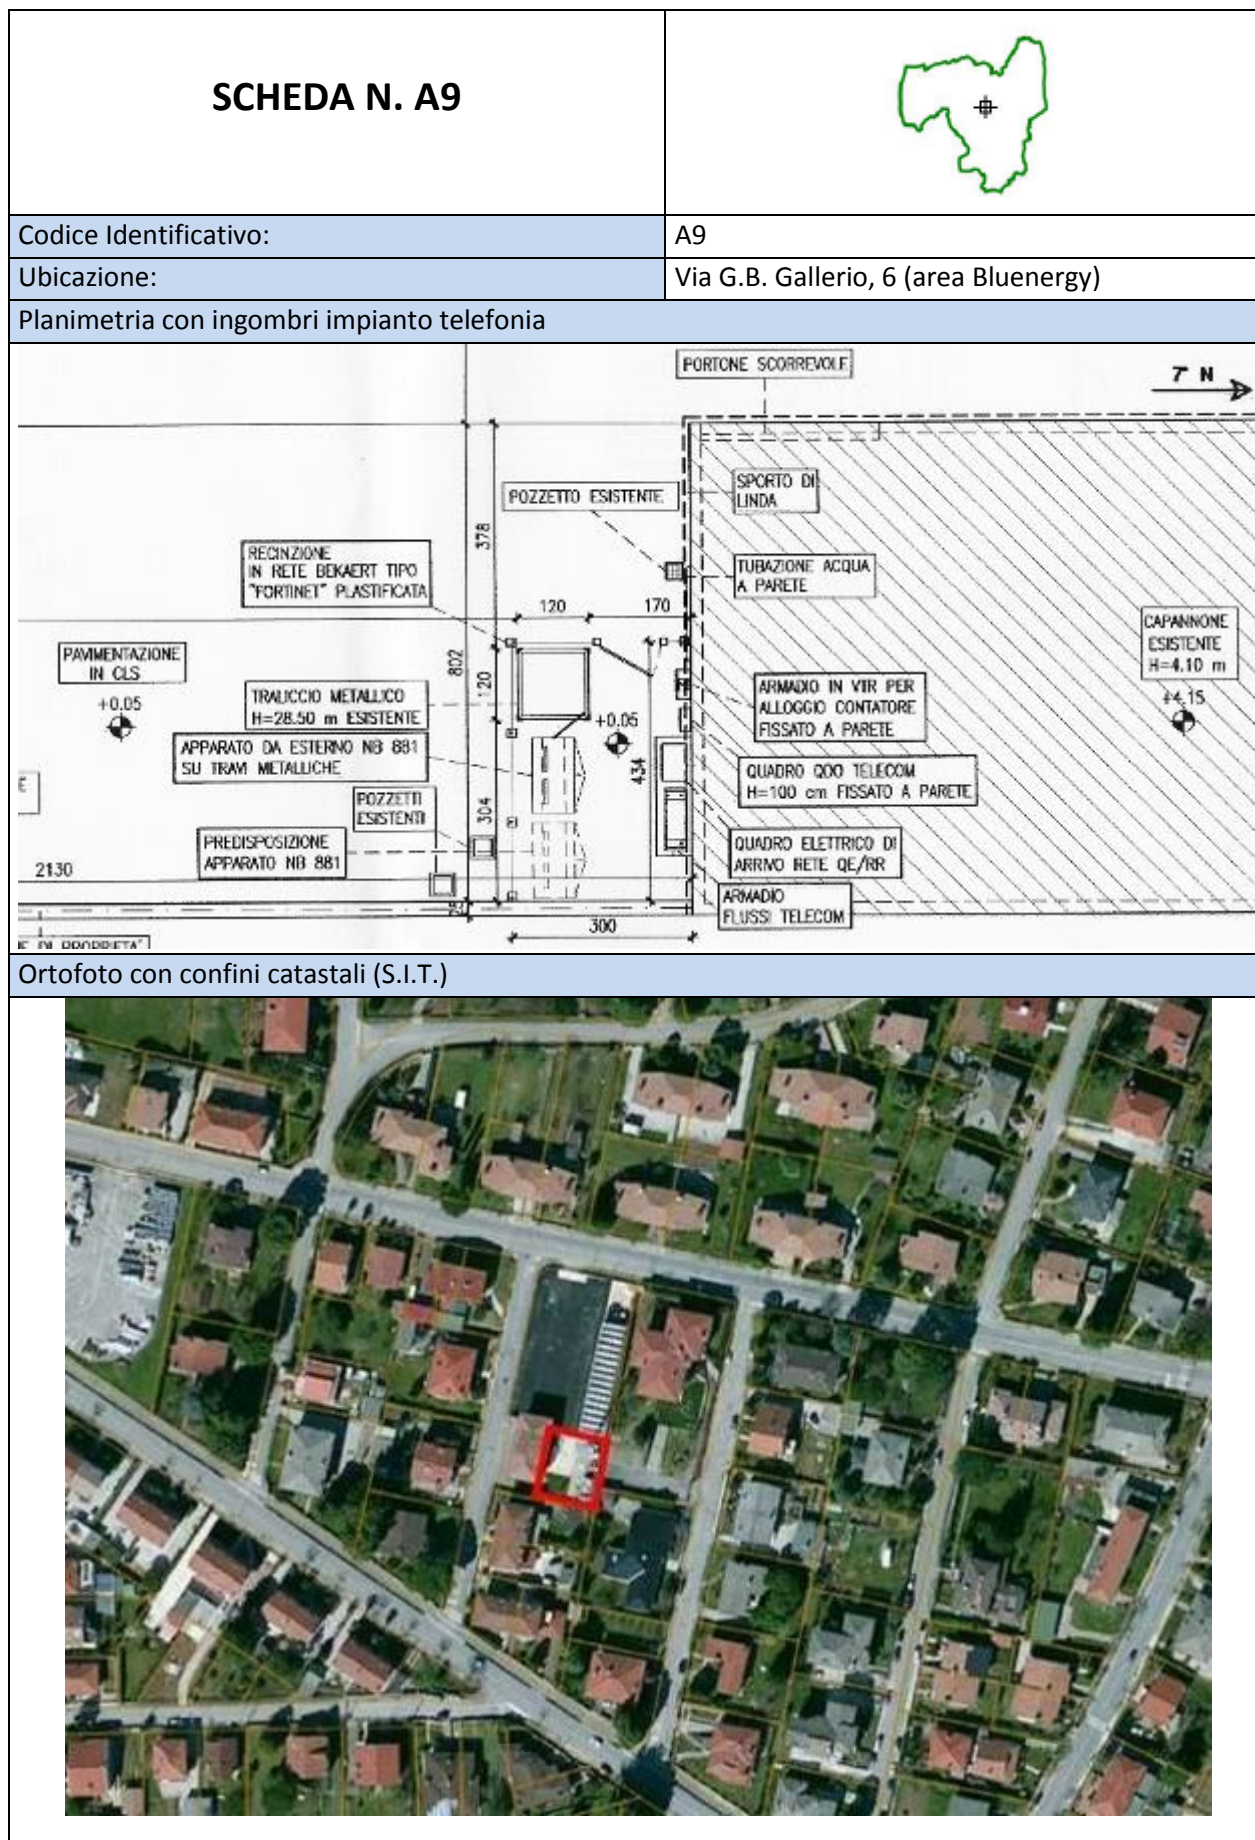 SCHEDA N. A9
Codice Identificativo:
A9
Ubicazione:
Via G.B. Gallerio, 6 (area Bluenergy)
Planimetria con ingombri impianto telefonia
PORTONE SCORREVOLE
7° N
POZZETTO ESISTENTE
SPORTO DI
LINDA
378
RECINZIONE
IN RETE BEKAERT TIPO
"FORTINET" PLASTIFICATA
TUBAZIONE ACQUA
A PARETE
120
170
CAPANNONE
ESISTENTE
H=4.10 m
+4.15
PAVIMENTAZIONE
IN CLS
+0.05
802
120
TRALICCIO METALLICO
H=28.50 m ESISTENTE
+0.05
ARMADIO IN VTR PER
ALLOGGIO CONTATORE
FISSATO A PARETE
APPARATO DA ESTERNO NB 881
SU TRAVI METALLICHE
434
QUADRO QDO TELECOM
H=100 cm FISSATO A PARETE
POZZETTI
ESISTENTI
304
PREDISPOSIZIONE
APPARATO NB 881
QUADRO ELETTRICO DI
ARRIVO RETE QE/RR
2130
ARMADIO
FLUSSI TELECOM
300
DI PROPRIETA'
Ortofoto con confini catastali (S.I.T.)